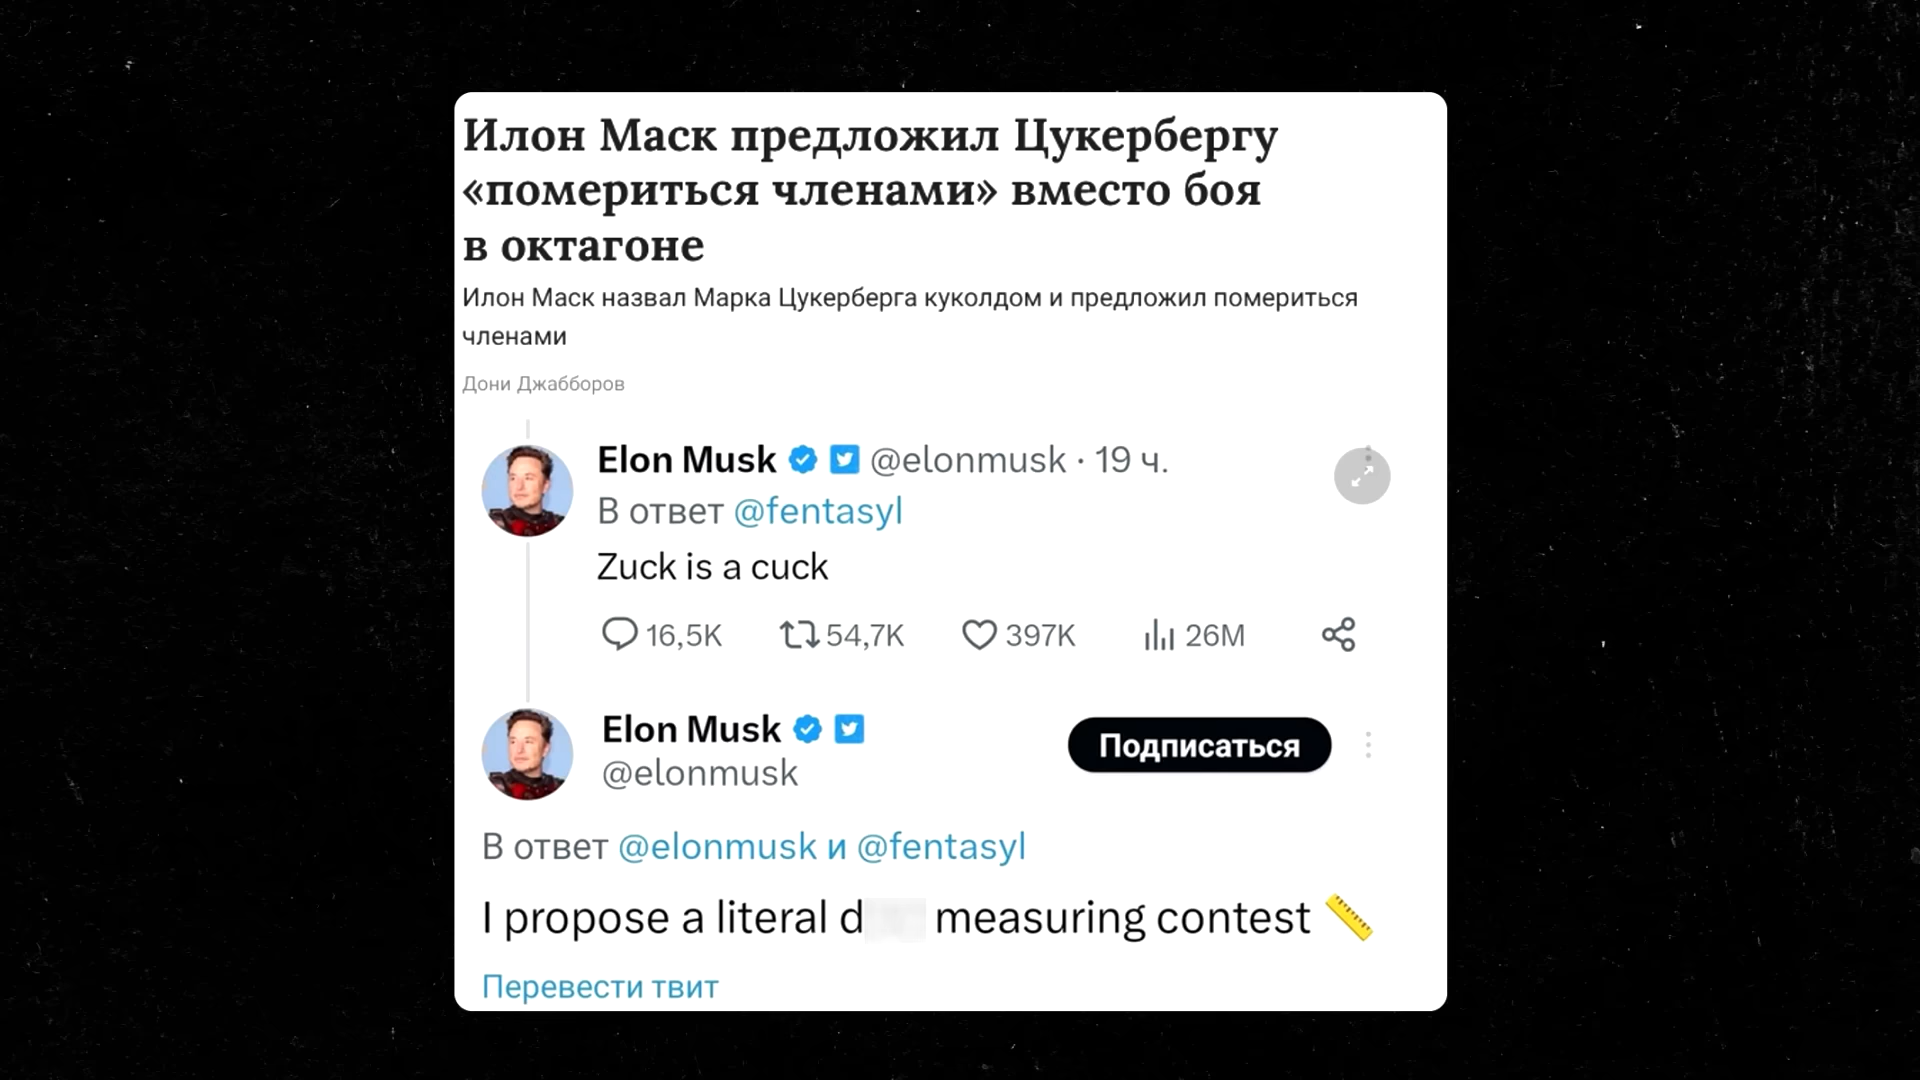 Илон Маск предложил Цукербергу
«помериться членами» вместо боя
в октагоне
Илон Маск назвал Марка Цукерберга куколдом и предложил помериться
членами
Дони Джабборов
Elon Musk @elonmusk · 19 ч.
В ответ @fentasyl
Zuck is a cuck
16,5K 54,7K 397K 26M
Elon Musk
@elonmusk
Подписаться
В ответ @elonmusk и @fentasyl
I propose a literal d measuring contest 📏
Перевести твит